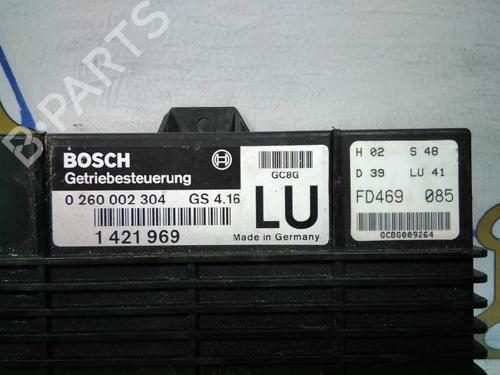 B-PARTS
BOSCH
Getriebesteuerung
0 260 002 304 GS 4.16
1 421 969
GC8G
LU
Made in Germany
H 02 S 48
D 39 LU 41
FD469 085
GC8G009264